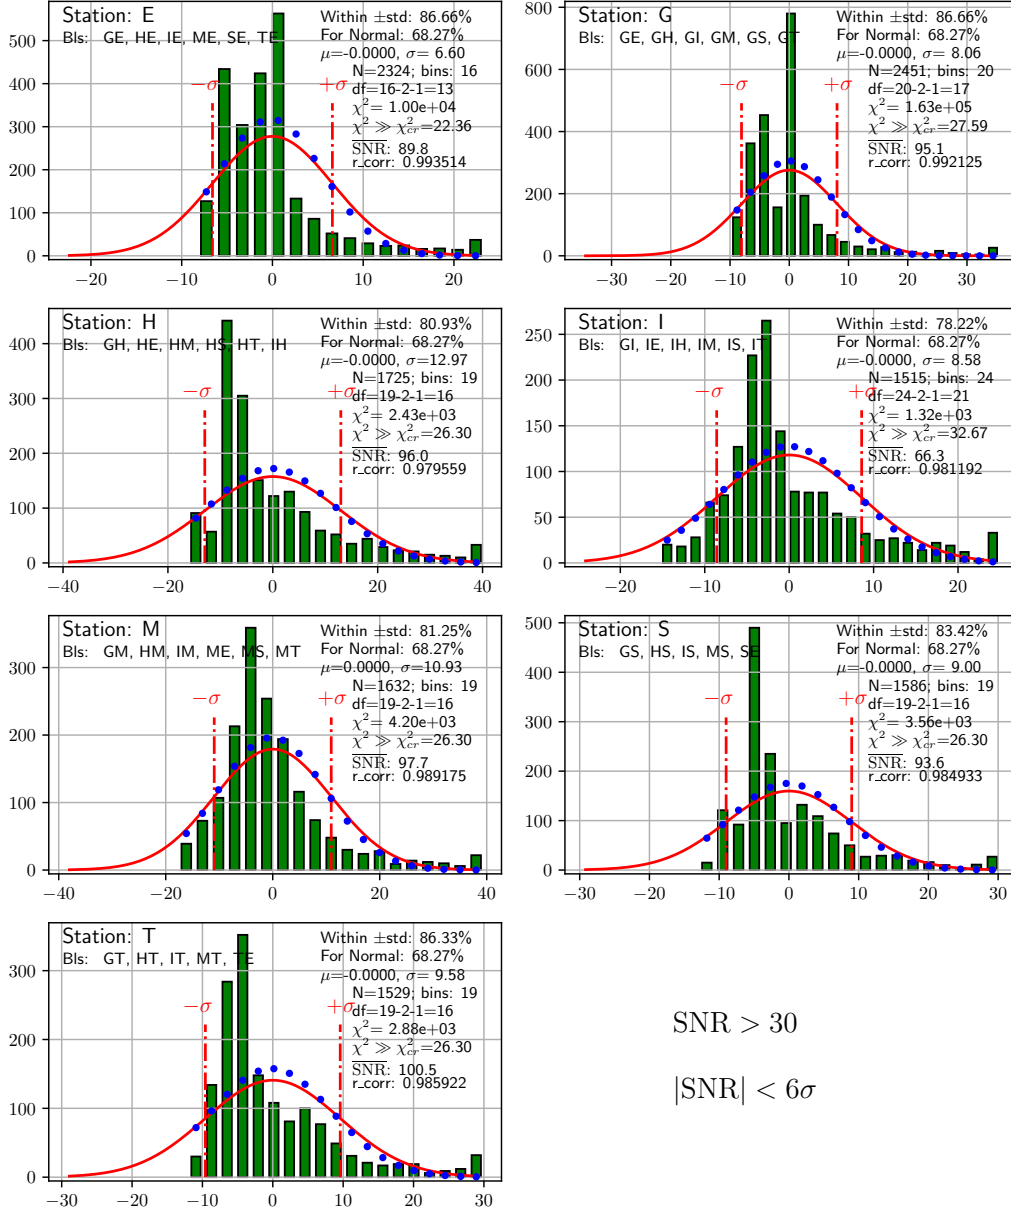 Station: E
Bls: GE, HE, IE, ME, SE, TE
Within ±std: 86.66%
For Normal: 68.27%
μ=-0.0000, σ= 6.60
N=2324; bins: 16
df=16-2-1=13
χ²= 1.00e+04
χ² ≫ χ²cr=22.36
SNR: 89.8
r_corr: 0.993514
−σ
+σ
0
100
200
300
400
500
−20
−10
0
10
20
Station: G
Bls: GE, GH, GI, GM, GS, GT
Within ±std: 86.66%
For Normal: 68.27%
μ=-0.0000, σ= 8.06
N=2451; bins: 20
df=20-2-1=17
χ²= 1.63e+05
χ² ≫ χ²cr=27.59
SNR: 95.1
r_corr: 0.992125
−σ
+σ
0
200
400
600
800
−30
−20
−10
0
10
20
30
Station: H
Bls: GH, HE, HM, HS, HT, IH
Within ±std: 80.93%
For Normal: 68.27%
μ=-0.0000, σ=12.97
N=1725; bins: 19
df=19-2-1=16
χ²= 2.43e+03
χ² ≫ χ²cr=26.30
SNR: 96.0
r_corr: 0.979559
−σ
+σ
0
100
200
300
400
−40
−20
0
20
40
Station: I
Bls: GI, IE, IH, IM, IS, IT
Within ±std: 78.22%
For Normal: 68.27%
μ=-0.0000, σ= 8.58
N=1515; bins: 24
df=24-2-1=21
χ²= 1.32e+03
χ² ≫ χ²cr=32.67
SNR: 66.3
r_corr: 0.981192
−σ
+σ
0
50
100
150
200
250
−20
−10
0
10
20
Station: M
Bls: GM, HM, IM, ME, MS, MT
Within ±std: 81.25%
For Normal: 68.27%
μ=0.0000, σ=10.93
N=1632; bins: 19
df=19-2-1=16
χ²= 4.20e+03
χ² ≫ χ²cr=26.30
SNR: 97.7
r_corr: 0.989175
−σ
+σ
0
100
200
300
−40
−20
0
20
40
Station: S
Bls: GS, HS, IS, MS, SE
Within ±std: 83.42%
For Normal: 68.27%
μ=-0.0000, σ= 9.00
N=1586; bins: 19
df=19-2-1=16
χ²= 3.56e+03
χ² ≫ χ²cr=26.30
SNR: 93.6
r_corr: 0.984933
−σ
+σ
0
100
200
300
400
500
−30
−20
−10
0
10
20
30
Station: T
Bls: GT, HT, IT, MT, TE
Within ±std: 86.33%
For Normal: 68.27%
μ=-0.0000, σ= 9.58
N=1529; bins: 19
df=19-2-1=16
χ²= 2.88e+03
χ² ≫ χ²cr=26.30
SNR: 100.5
r_corr: 0.985922
−σ
+σ
0
100
200
300
−30
−20
−10
0
10
20
30
SNR > 30
|SNR| < 6σ